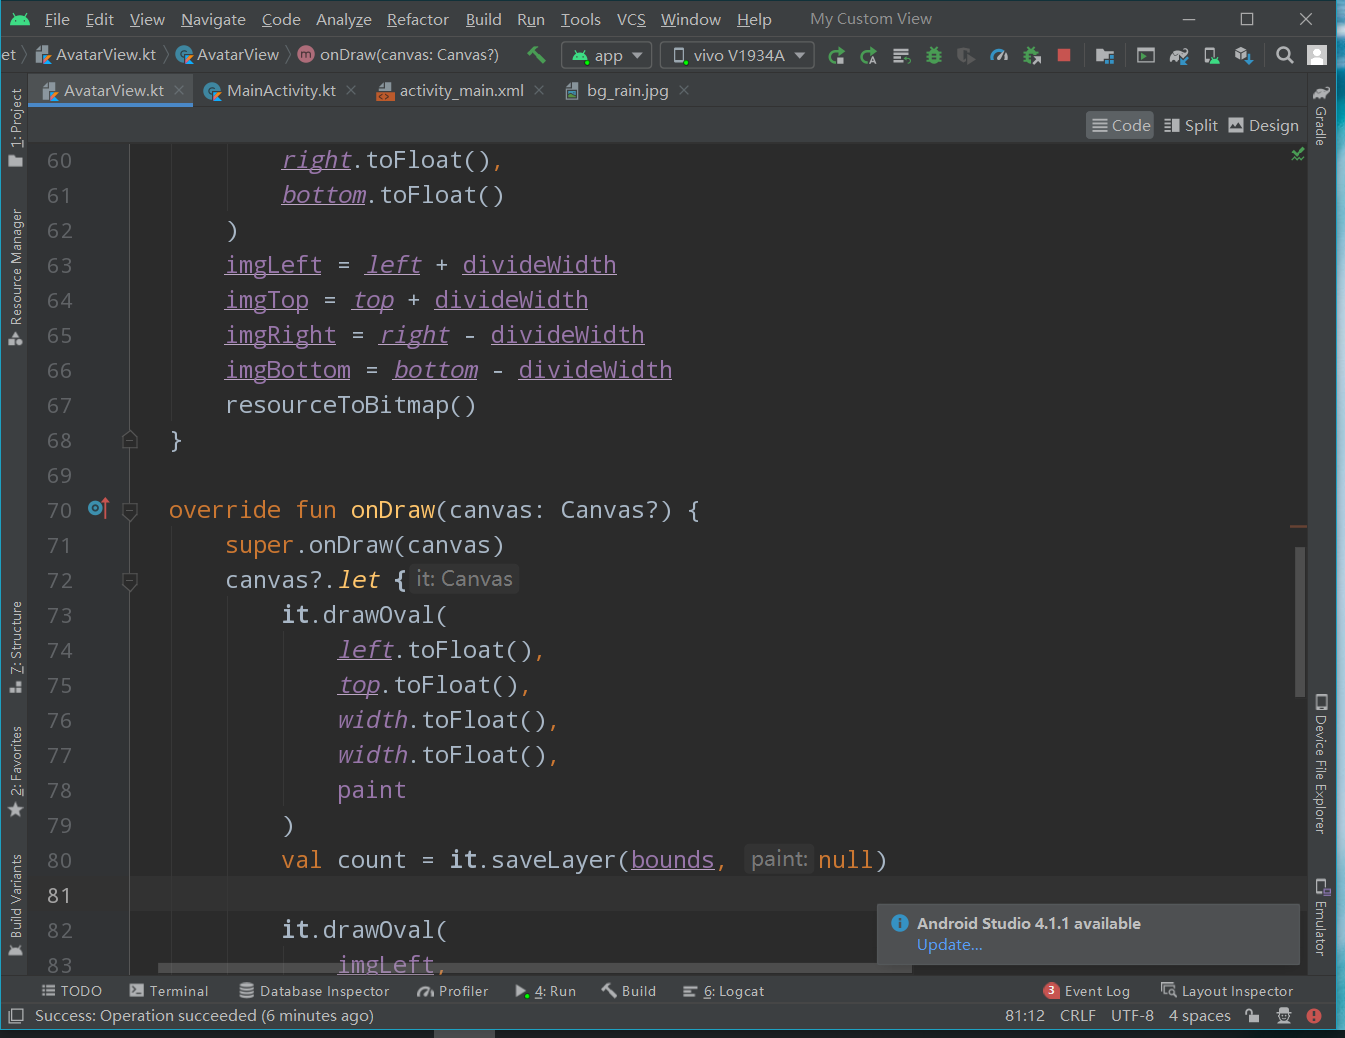 File Edit View Navigate Code Analyze Refactor Build Run Tools VCS Window Help My Custom View
et AvatarView.kt AvatarView onDraw(canvas: Canvas?) app vivo V1934A
AvatarView.kt MainActivity.kt activity_main.xml bg_rain.jpg
Code Split Design
1: Project
Resource Manager
7: Structure
2: Favorites
Build Variants
60 right.toFloat(),
61 bottom.toFloat()
62 )
63 imgLeft = left + divideWidth
64 imgTop = top + divideWidth
65 imgRight = right - divideWidth
66 imgBottom = bottom - divideWidth
67 resourceToBitmap()
68 }
69
70 override fun onDraw(canvas: Canvas?) {
71 super.onDraw(canvas)
72 canvas?.let { it: Canvas
73 it.drawOval(
74 left.toFloat(),
75 top.toFloat(),
76 width.toFloat(),
77 width.toFloat(),
78 paint
79 )
80 val count = it.saveLayer(bounds, paint: null)
81
82 it.drawOval(
83 imgLeft,
Gradle
Device File Explorer
Emulator
Android Studio 4.1.1 available
Update...
TODO Terminal Database Inspector Profiler 4: Run Build 6: Logcat 3 Event Log Layout Inspector
Success: Operation succeeded (6 minutes ago) 81:12 CRLF UTF-8 4 spaces